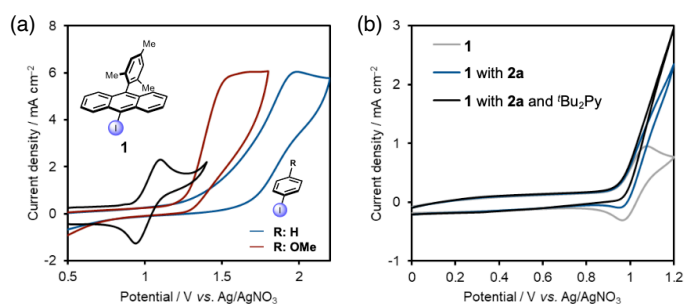 (a)
Current density / mA cm⁻²
8
6
4
2
0
-2
0.5
1
1.5
2
Potential / V vs. Ag/AgNO₃
Me
Me
Me
I
1
R
I
R: H
R: OMe
(b)
Current density / mA cm⁻²
3
2
1
0
-1
0
0.2
0.4
0.6
0.8
1
1.2
Potential / V vs. Ag/AgNO₃
1
1 with 2a
1 with 2a and ᵗBu₂Py